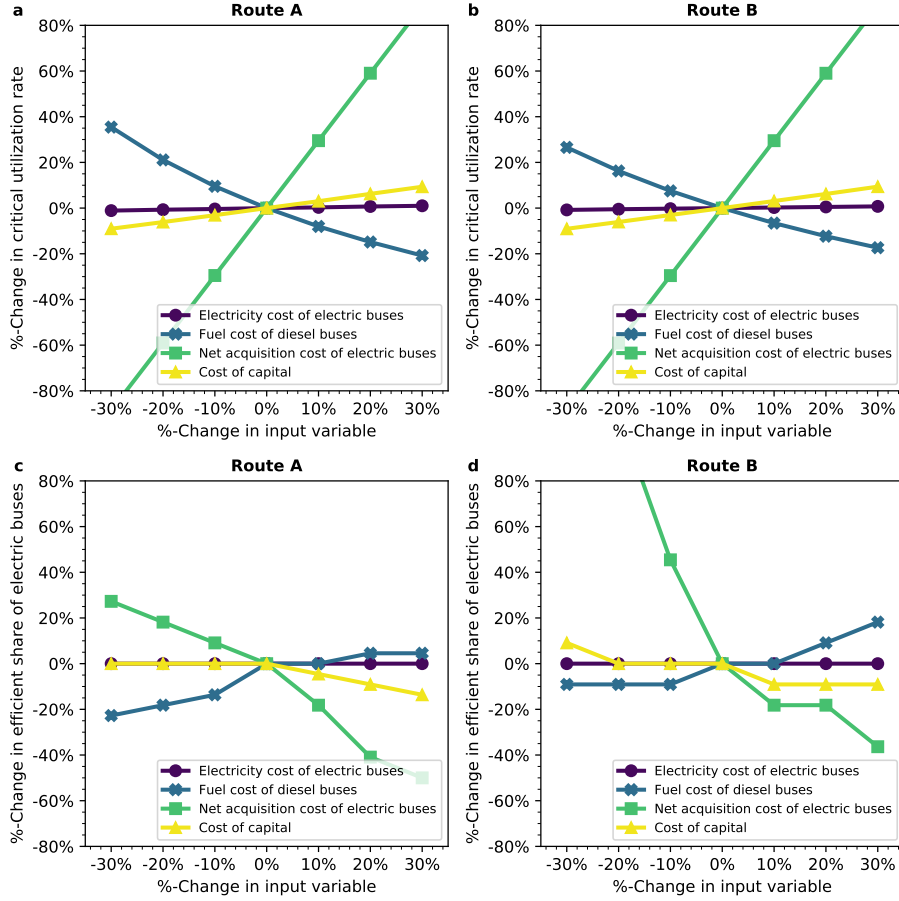 a
Route A
80%
60%
40%
20%
0%
-20%
-40%
-60%
-80%
%-Change in critical utilization rate
Electricity cost of electric buses
Fuel cost of diesel buses
Net acquisition cost of electric buses
Cost of capital
-30%
-20%
-10%
0%
10%
20%
30%
%-Change in input variable
b
Route B
80%
60%
40%
20%
0%
-20%
-40%
-60%
-80%
%-Change in critical utilization rate
Electricity cost of electric buses
Fuel cost of diesel buses
Net acquisition cost of electric buses
Cost of capital
-30%
-20%
-10%
0%
10%
20%
30%
%-Change in input variable
c
Route A
80%
60%
40%
20%
0%
-20%
-40%
-60%
-80%
%-Change in efficient share of electric buses
Electricity cost of electric buses
Fuel cost of diesel buses
Net acquisition cost of electric buses
Cost of capital
-30%
-20%
-10%
0%
10%
20%
30%
%-Change in input variable
d
Route B
80%
60%
40%
20%
0%
-20%
-40%
-60%
-80%
%-Change in efficient share of electric buses
Electricity cost of electric buses
Fuel cost of diesel buses
Net acquisition cost of electric buses
Cost of capital
-30%
-20%
-10%
0%
10%
20%
30%
%-Change in input variable